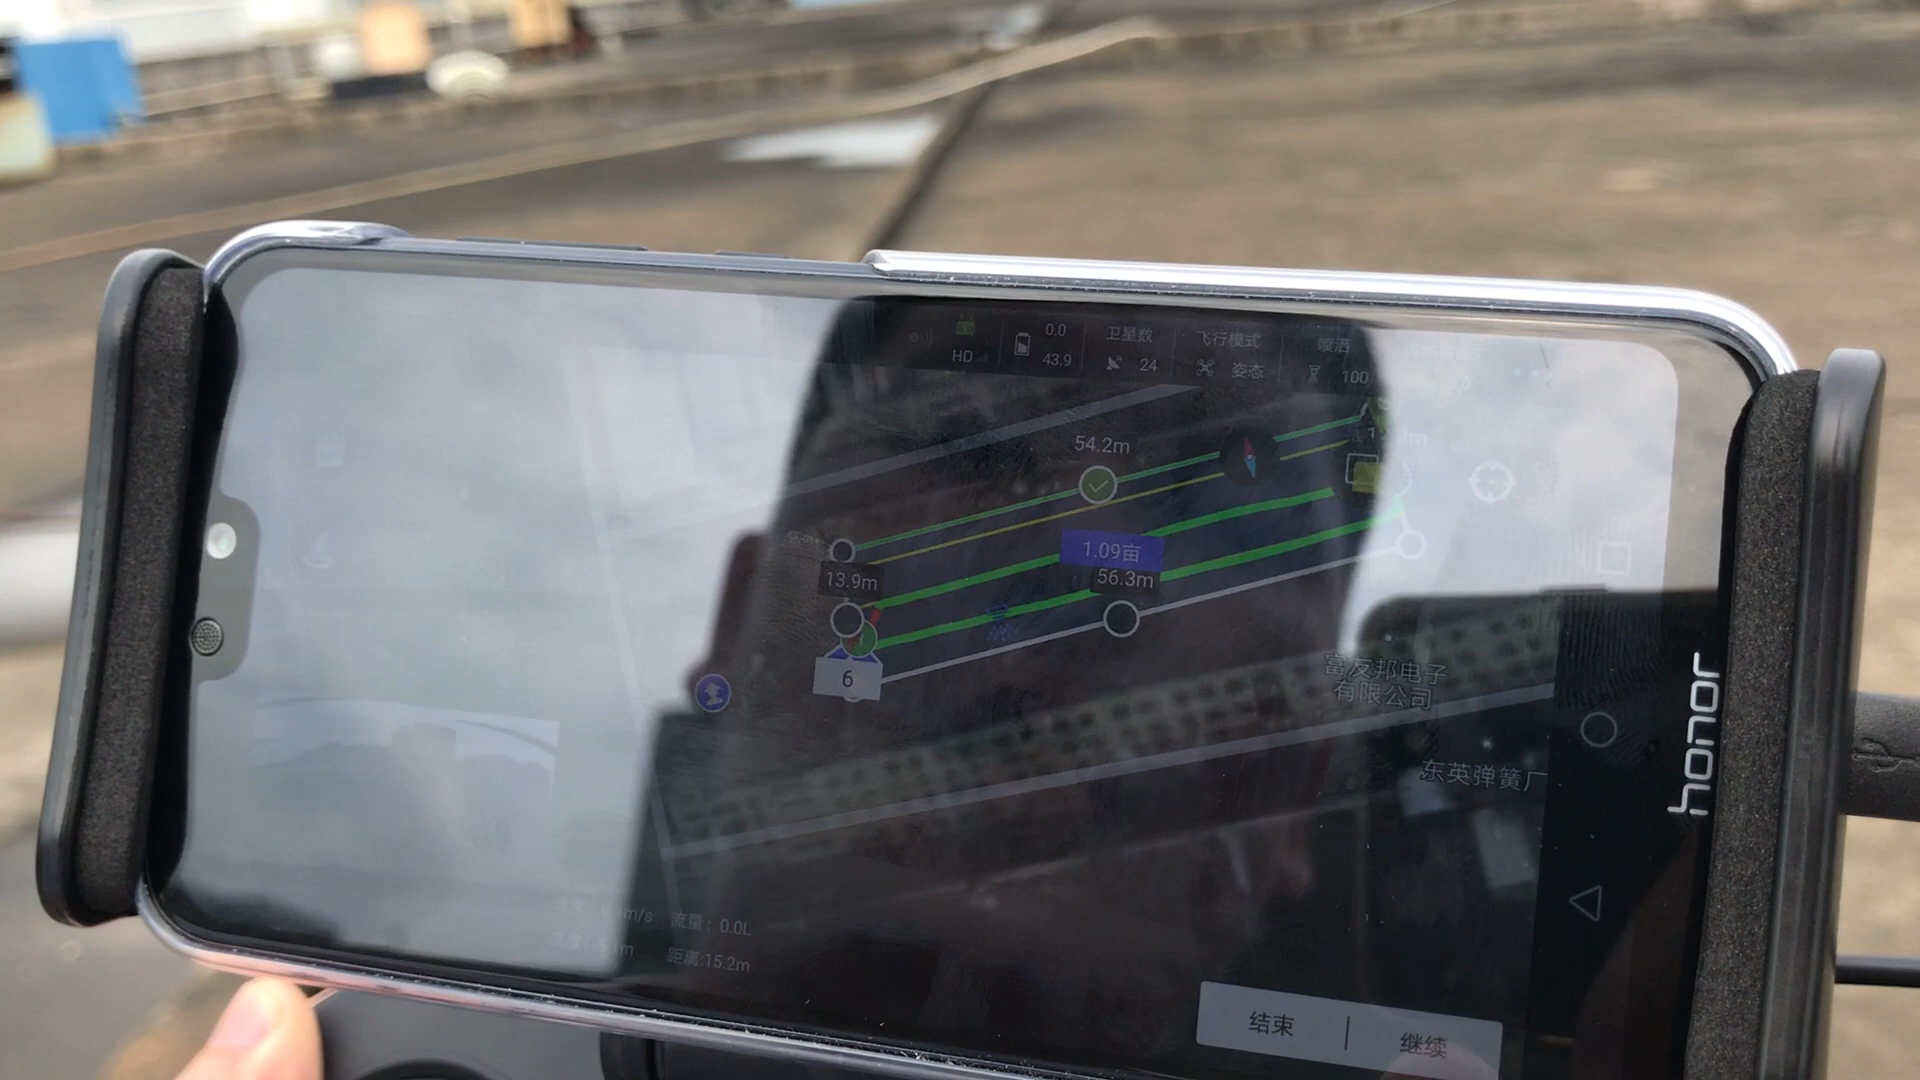 0.0
HD
43.9
卫星数
24
飞行模式
姿态
喷洒
100
54.2m
1.09亩
13.9m
56.3m
6
富友邦电子
有限公司
东英弹簧厂
honor
m/s 流量：0.0L
m 距离:15.2m
结束 | 继续